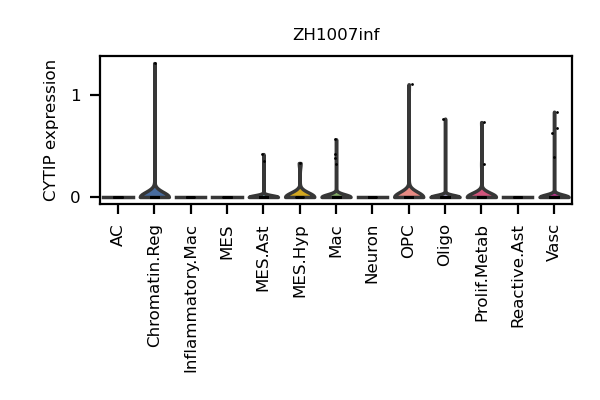 ZH1007inf
CYTIP expression
1
0
AC
Chromatin.Reg
Inflammatory.Mac
MES
MES.Ast
MES.Hyp
Mac
Neuron
OPC
Oligo
Prolif.Metab
Reactive.Ast
Vasc